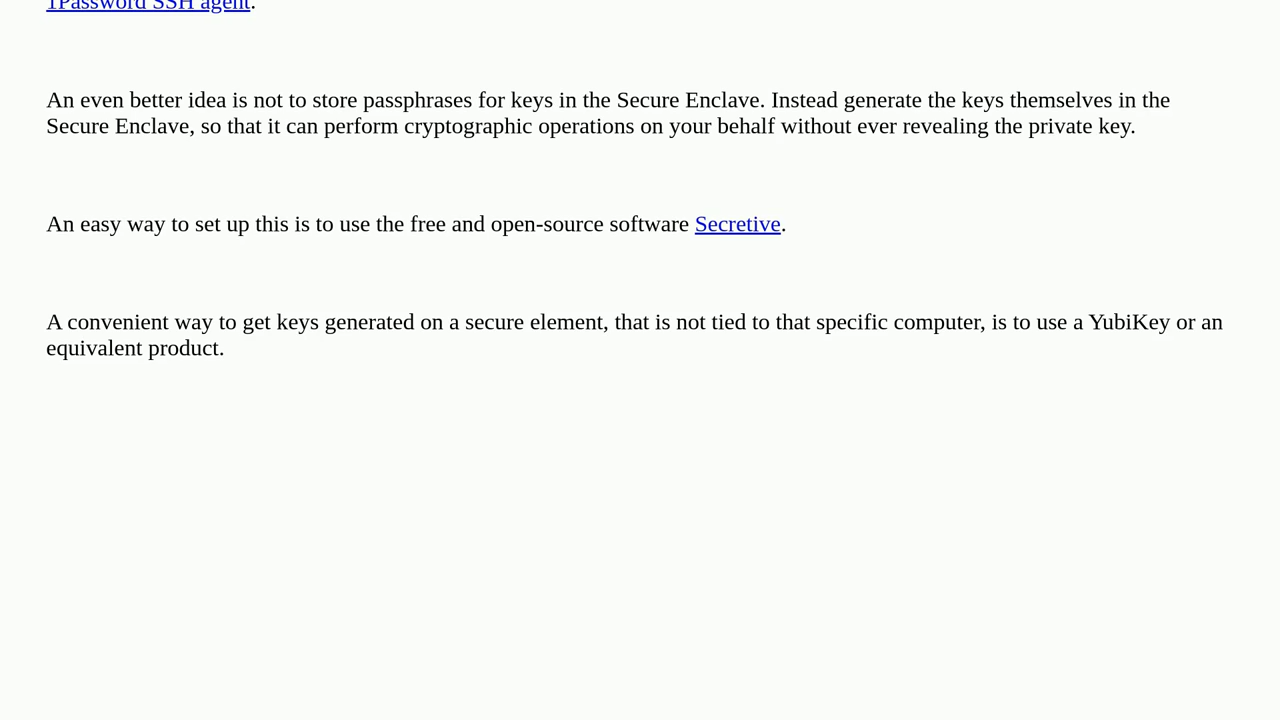 1Password SSH agent.
An even better idea is not to store passphrases for keys in the Secure Enclave. Instead generate the keys themselves in the
Secure Enclave, so that it can perform cryptographic operations on your behalf without ever revealing the private key.
An easy way to set up this is to use the free and open-source software Secretive.
A convenient way to get keys generated on a secure element, that is not tied to that specific computer, is to use a YubiKey or an
equivalent product.